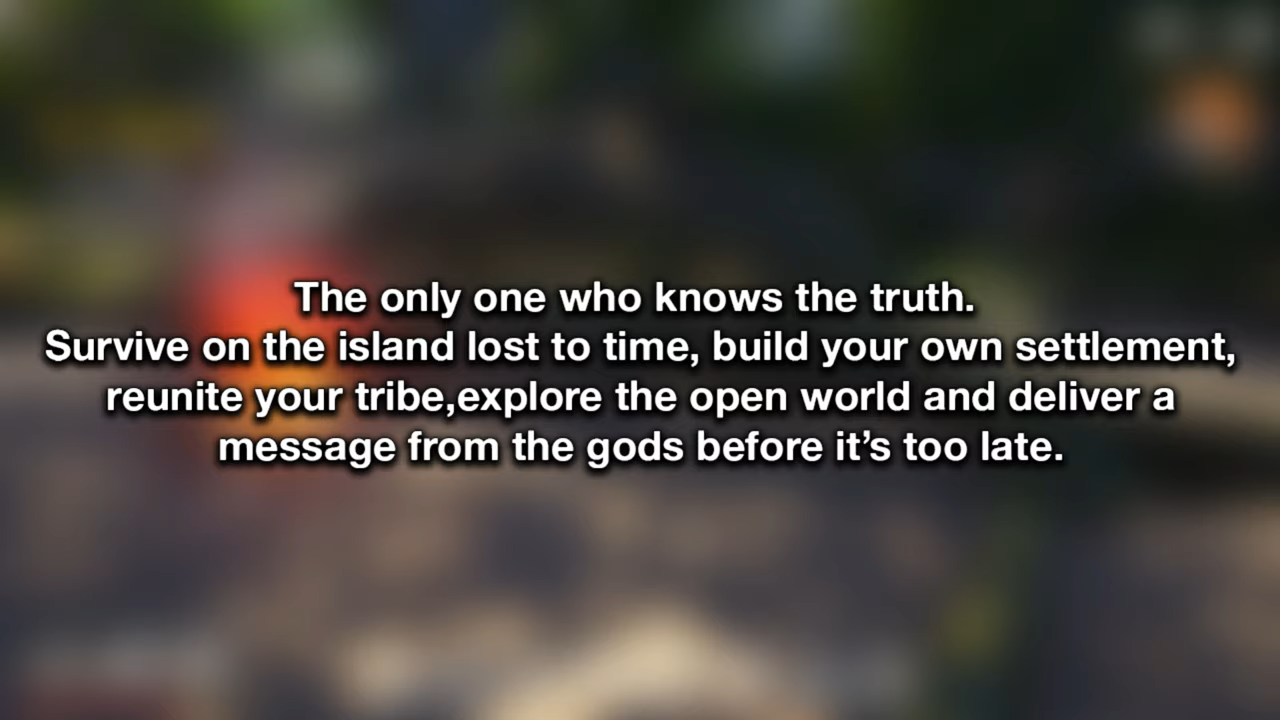 The only one who knows the truth.
Survive on the island lost to time, build your own settlement,
reunite your tribe,explore the open world and deliver a
message from the gods before it’s too late.